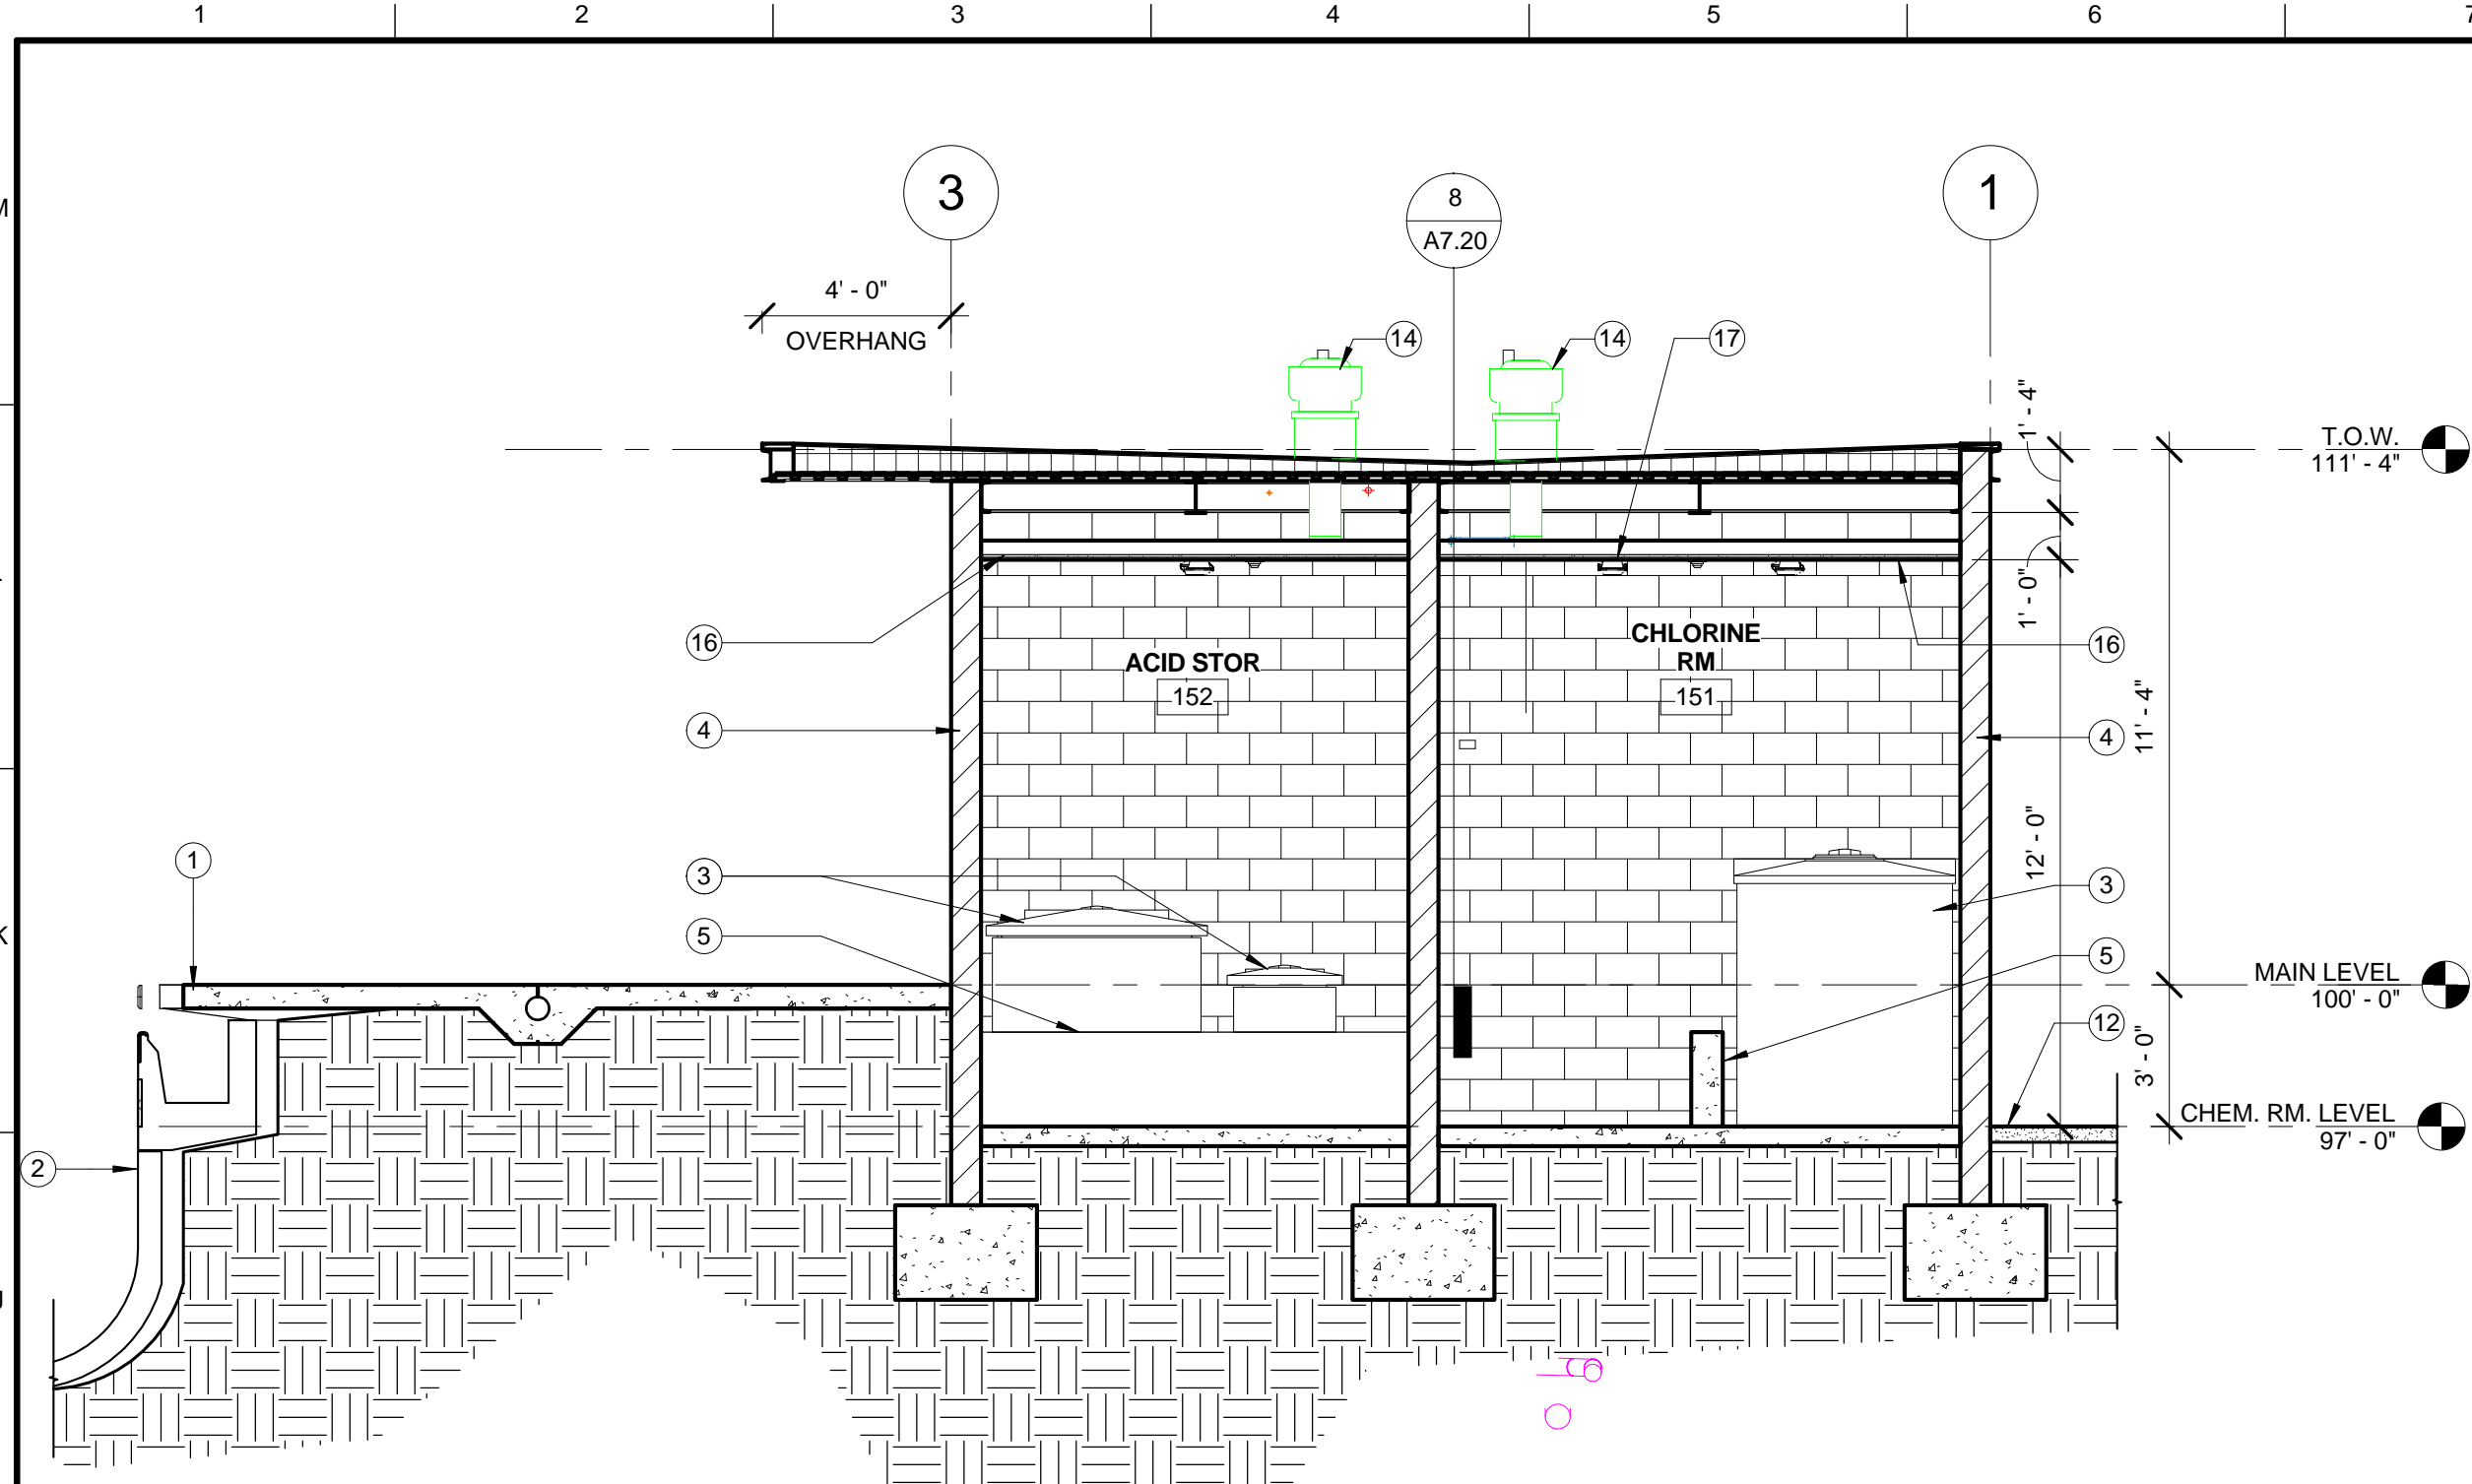 1 2 3 4 5 6 7
M
3
8
A7.20
1
4' - 0"
OVERHANG
14
14
17
1' - 4"
T.O.W.
111' - 4"
1' - 0"
16
ACID STOR
152
CHLORINE
RM
151
16
4
4
11' - 4"
12' - 0"
1
3
3
5
5
K
MAIN LEVEL
100' - 0"
12
3' - 0"
CHEM. RM. LEVEL
97' - 0"
2
J